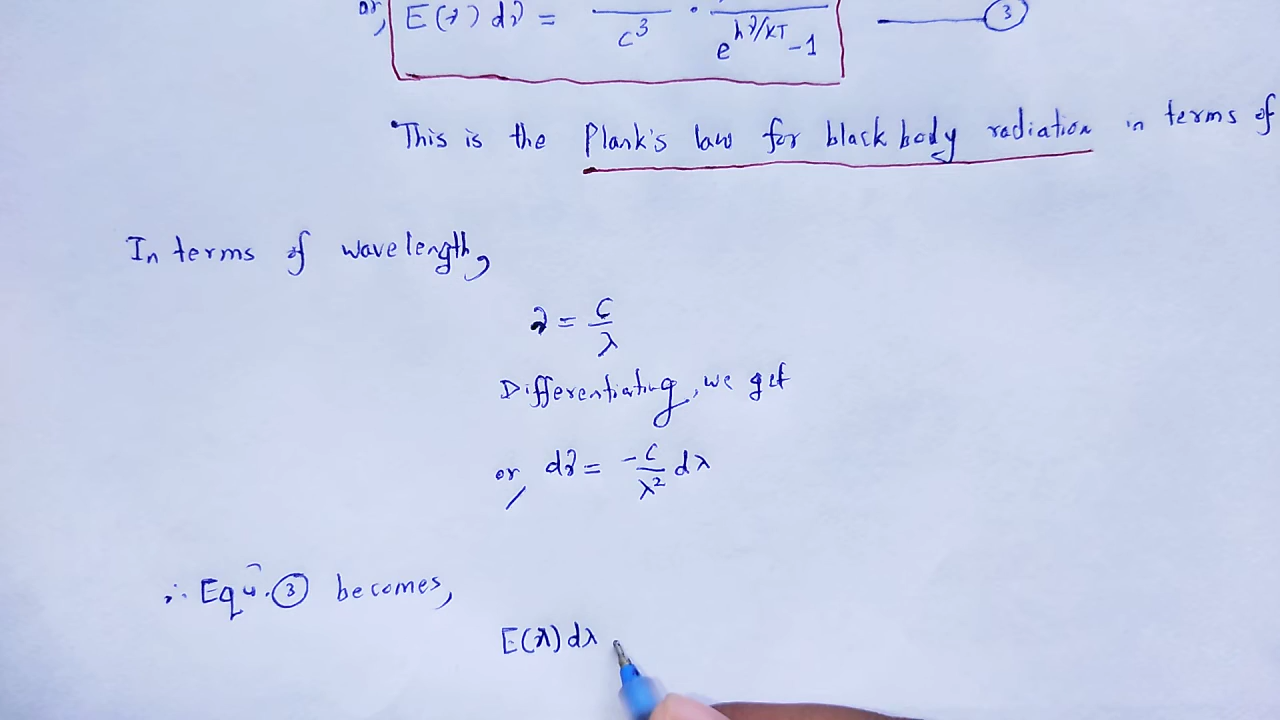 or, E(ν) dν = ―― / c³ · ―― / e^hν/KT - 1 ―― ③
This is the Plank's law for black body radiation in terms of
In terms of wavelength,
ν = c/λ
Differentiating, we get
or, dν = -c/λ² dλ
∴ Equn. ③ becomes,
E(λ) dλ